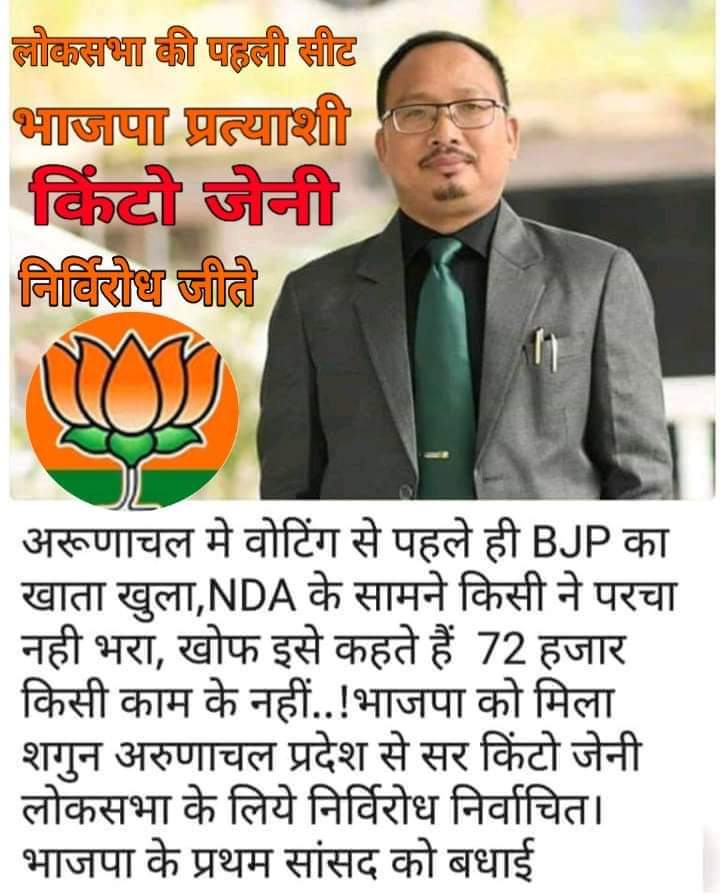 लोकसभा की पहली सीट
भाजपा प्रत्याशी
किंटो जेनी
निर्विरोध जीते
अरूणाचल मे वोटिंग से पहले ही BJP का
खाता खुला,NDA के सामने किसी ने परचा
नही भरा, खोफ इसे कहते हैं 72 हजार
किसी काम के नहीं..!भाजपा को मिला
शगुन अरुणाचल प्रदेश से सर किंटो जेनी
लोकसभा के लिये निर्विरोध निर्वाचित।
भाजपा के प्रथम सांसद को बधाई